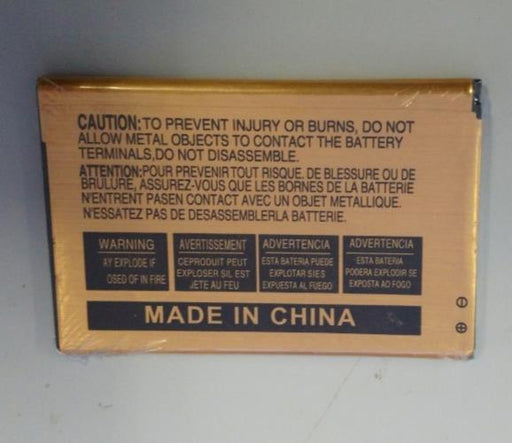 CAUTION:TO PREVENT INJURY OR BURNS, DO NOT
ALLOW METAL OBJECTS TO CONTACT THE BATTERY
TERMINALS,DO NOT DISASSEMBLE.
ATTENTION:POUR PREVENIR TOUT RISQUE. DE BLESSURE OU DE
BRULURE, ASSUREZ-VOUS QUE LES BORNES DE LA BATTERIE
N'ENTRENT PASEN CONTACT AVEC UN OBJET METALLIQUE.
N'ESSATEZ PAS DE DESASSEMBLERLA BATTERIE.
WARNING
AY EXPLODE IF
OSED OF IN FIRE
AVERTISSEMENT
CEPRODUIT PEUT
EXPLOSER SIL EST
JETE AU FEU
ADVERTENCIA
ESTA BATERIA PUEDE
EXPLOTAR SIES
EXPUESTA AL FUEGO
ADVERTENCIA
ESTA BATERIA
PODERA EXPLODIR SE
EXPOSTA AO FOGO
MADE IN CHINA
⊖
⊕